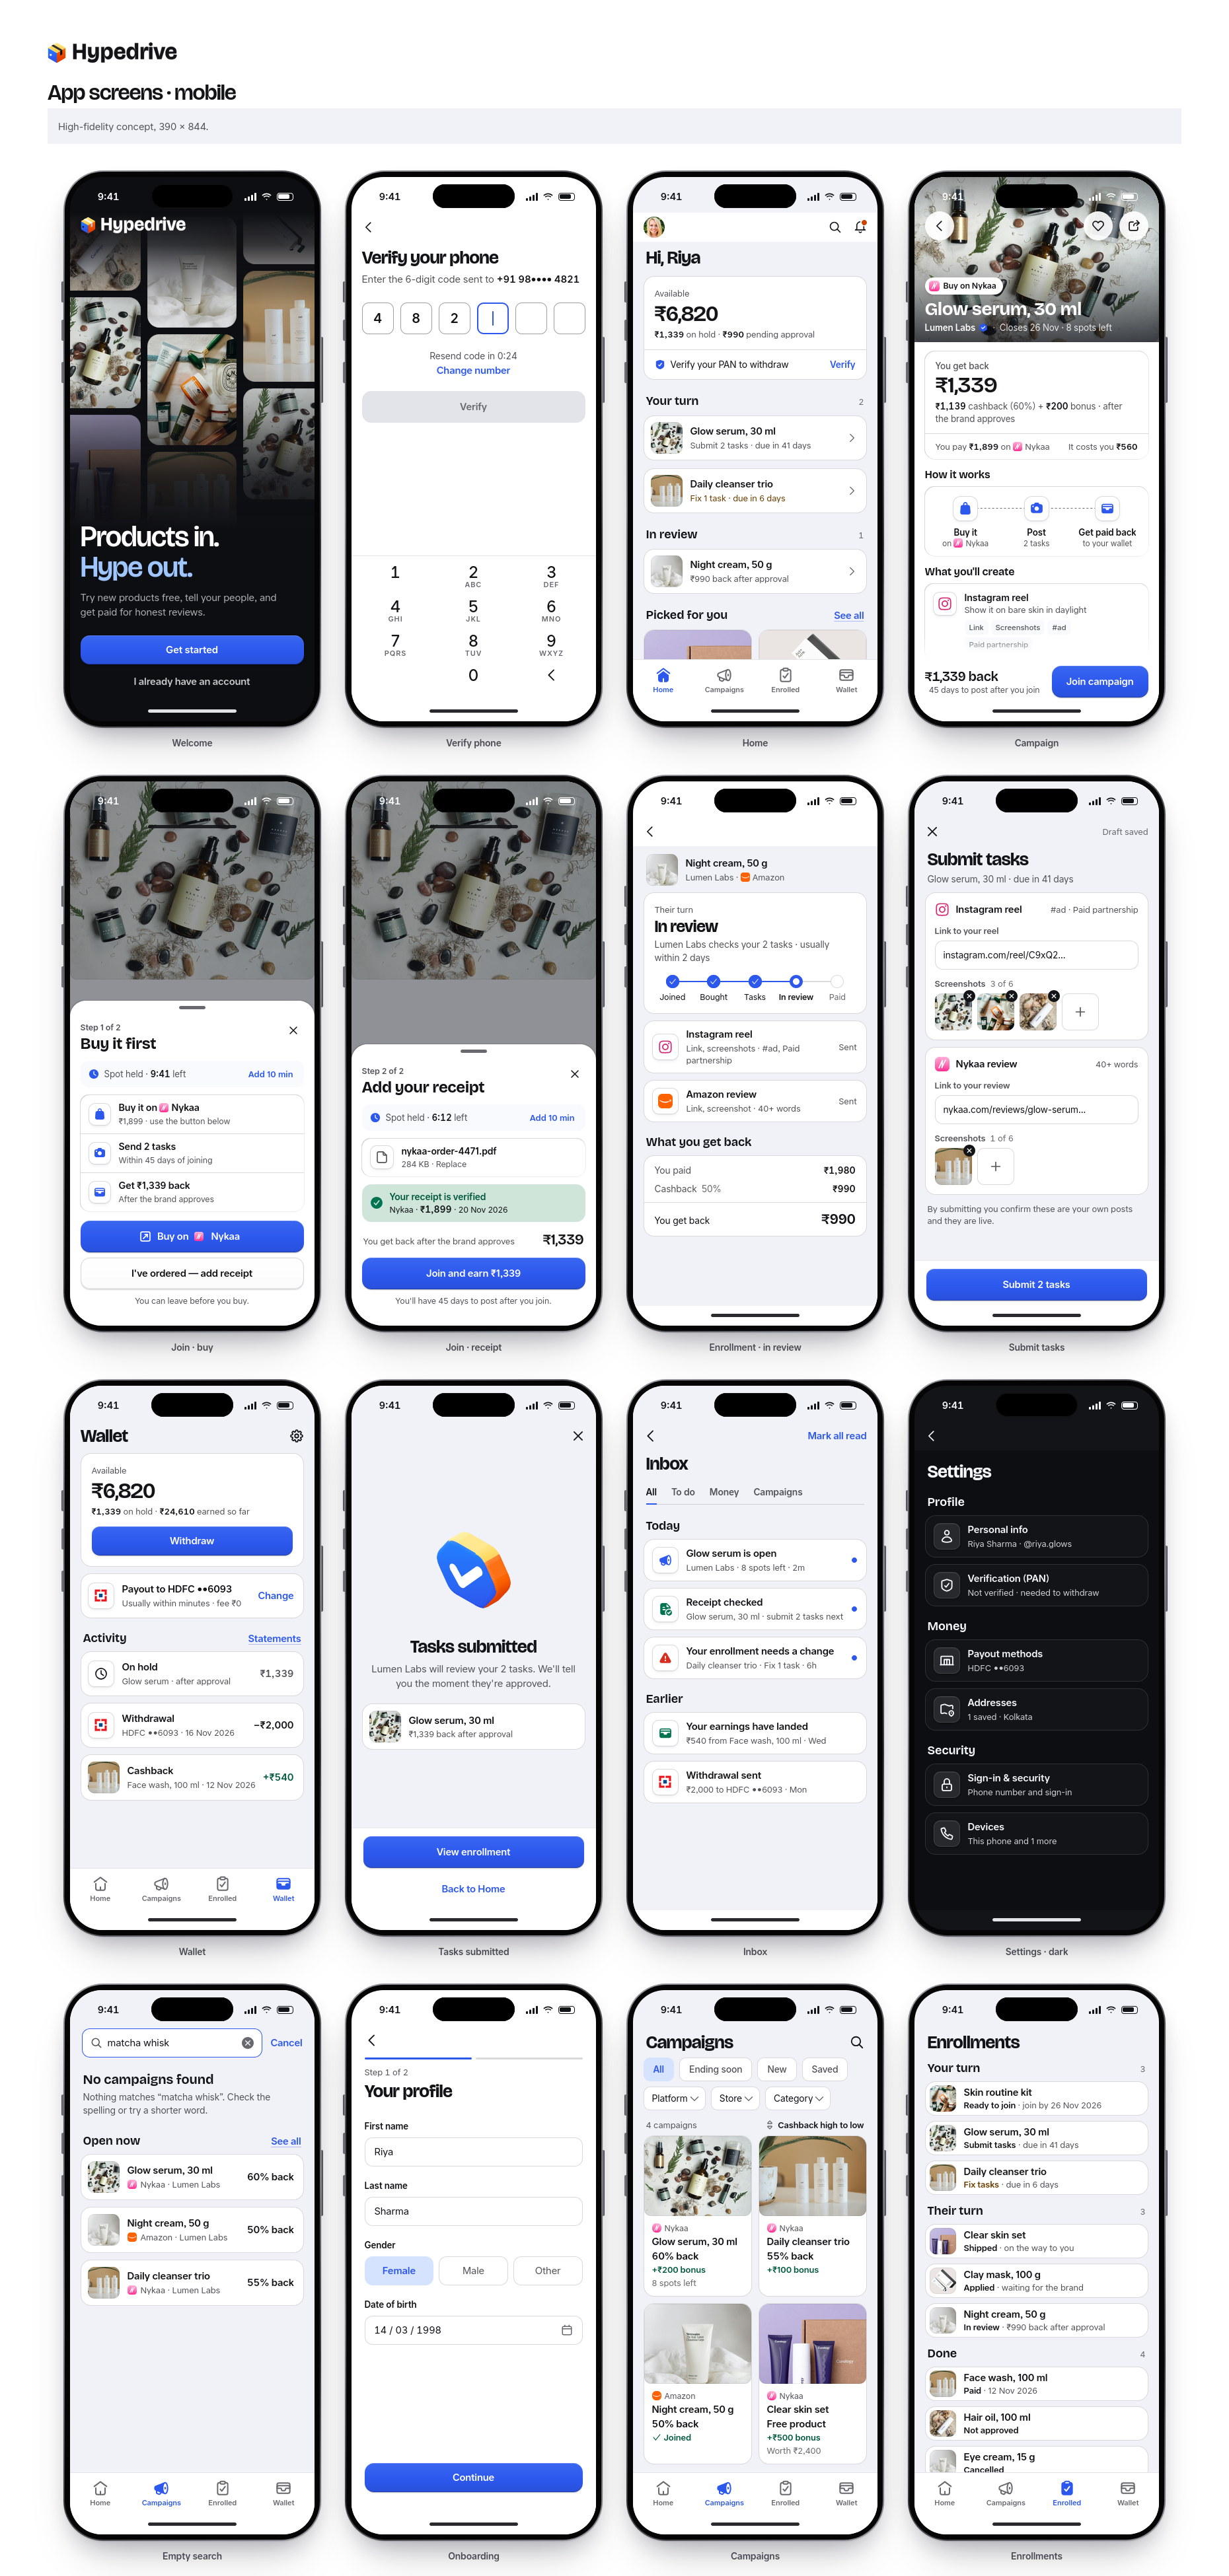 Hypedrive
App screens · mobile
High-fidelity concept, 390 × 844.
9:41
Hypedrive
Products in.
Hype out.
Try new products free, tell your people, and
get paid for honest reviews.
Get started
I already have an account
Welcome
9:41
Verify your phone
Enter the 6-digit code sent to +91 98•••• 4821
4 8 2
Resend code in 0:24
Change number
Verify
1 2 3
ABC DEF
4 5 6
GHI JKL MNO
7 8 9
PQRS TUV WXYZ
0
Verify phone
9:41
Hi, Riya
Available
₹6,820
₹1,339 on hold · ₹990 pending approval
Verify your PAN to withdraw Verify
Your turn 2
Glow serum, 30 ml
Submit 2 tasks · due in 41 days
Daily cleanser trio
Fix 1 task · due in 6 days
In review 1
Night cream, 50 g
₹990 back after approval
Picked for you See all
Home Campaigns Enrolled Wallet
Home
9:41
Buy on Nykaa
Glow serum, 30 ml
Lumen Labs · Closes 26 Nov · 8 spots left
You get back
₹1,339
₹1,139 cashback (60%) + ₹200 bonus · after
the brand approves
You pay ₹1,899 on Nykaa It costs you ₹560
How it works
Buy it Post Get paid back
on Nykaa 2 tasks to your wallet
What you'll create
Instagram reel
Show it on bare skin in daylight
Link Screenshots #ad
Paid partnership
₹1,339 back
45 days to post after you join
Join campaign
Campaign
9:41
Step 1 of 2
Buy it first
Spot held · 9:41 left Add 10 min
Buy it on Nykaa
₹1,899 · use the button below
Send 2 tasks
Within 45 days of joining
Get ₹1,339 back
After the brand approves
Buy on Nykaa
I've ordered — add receipt
You can leave before you buy.
Join · buy
9:41
Step 2 of 2
Add your receipt
Spot held · 6:12 left Add 10 min
nykaa-order-4471.pdf
284 KB · Replace
Your receipt is verified
Nykaa · ₹1,899 · 20 Nov 2026
You get back after the brand approves ₹1,339
Join and earn ₹1,339
You'll have 45 days to post after you join.
Join · receipt
9:41
Night cream, 50 g
Lumen Labs · Amazon
Their turn
In review
Lumen Labs checks your 2 tasks · usually
within 2 days
Joined Bought Tasks In review Paid
Instagram reel
Link, screenshots · #ad, Paid
partnership
Sent
Amazon review
Link, screenshot · 40+ words
Sent
What you get back
You paid ₹1,980
Cashback 50% ₹990
You get back ₹990
Enrollment · in review
9:41
Draft saved
Submit tasks
Glow serum, 30 ml · due in 41 days
Instagram reel #ad · Paid partnership
Link to your reel
instagram.com/reel/C9xQ2...
Screenshots 3 of 6
Nykaa review 40+ words
Link to your review
nykaa.com/reviews/glow-serum...
Screenshots 1 of 6
By submitting you confirm these are your own posts
and they are live.
Submit 2 tasks
Submit tasks
9:41
Wallet
Available
₹6,820
₹1,339 on hold · ₹24,610 earned so far
Withdraw
Payout to HDFC ••6093
Usually within minutes · fee ₹0
Change
Activity Statements
On hold
Glow serum · after approval
₹1,339
Withdrawal
HDFC ••6093 · 16 Nov 2026
−₹2,000
Cashback
Face wash, 100 ml · 12 Nov 2026
+₹540
Home Campaigns Enrolled Wallet
Wallet
9:41
Tasks submitted
Lumen Labs will review your 2 tasks. We'll tell
you the moment they're approved.
Glow serum, 30 ml
₹1,339 back after approval
View enrollment
Back to Home
Tasks submitted
9:41
Mark all read
Inbox
All To do Money Campaigns
Today
Glow serum is open
Lumen Labs · 8 spots left · 2m
Receipt checked
Glow serum, 30 ml · submit 2 tasks next
Your enrollment needs a change
Daily cleanser trio · Fix 1 task · 6h
Earlier
Your earnings have landed
₹540 from Face wash, 100 ml · Wed
Withdrawal sent
₹2,000 to HDFC ••6093 · Mon
Inbox
9:41
Settings
Profile
Personal info
Riya Sharma · @riya.glows
Verification (PAN)
Not verified · needed to withdraw
Money
Payout methods
HDFC ••6093
Addresses
1 saved · Kolkata
Security
Sign-in & security
Phone number and sign-in
Devices
This phone and 1 more
Settings · dark
9:41
matcha whisk Cancel
No campaigns found
Nothing matches “matcha whisk”. Check the
spelling or try a shorter word.
Open now See all
Glow serum, 30 ml
Nykaa · Lumen Labs
60% back
Night cream, 50 g
Amazon · Lumen Labs
50% back
Daily cleanser trio
Nykaa · Lumen Labs
55% back
Home Campaigns Enrolled Wallet
Empty search
9:41
Step 1 of 2
Your profile
First name
Riya
Last name
Sharma
Gender
Female Male Other
Date of birth
14 / 03 / 1998
Continue
Onboarding
9:41
Campaigns
All Ending soon New Saved
Platform Store Category
4 campaigns Cashback high to low
Nykaa
Glow serum, 30 ml
60% back
+₹200 bonus
8 spots left
Nykaa
Daily cleanser trio
55% back
+₹100 bonus
Amazon
Night cream, 50 g
50% back
Joined
Nykaa
Clear skin set
Free product
+₹500 bonus
Worth ₹2,400
Home Campaigns Enrolled Wallet
Campaigns
9:41
Enrollments
Your turn 3
Skin routine kit
Ready to join · join by 26 Nov 2026
Glow serum, 30 ml
Submit tasks · due in 41 days
Daily cleanser trio
Fix tasks · due in 6 days
Their turn 3
Clear skin set
Shipped · on the way to you
Clay mask, 100 g
Applied · waiting for the brand
Night cream, 50 g
In review · ₹990 back after approval
Done 4
Face wash, 100 ml
Paid · 12 Nov 2026
Hair oil, 100 ml
Not approved
Eye cream, 15 g
Cancelled
Home Campaigns Enrolled Wallet
Enrollments